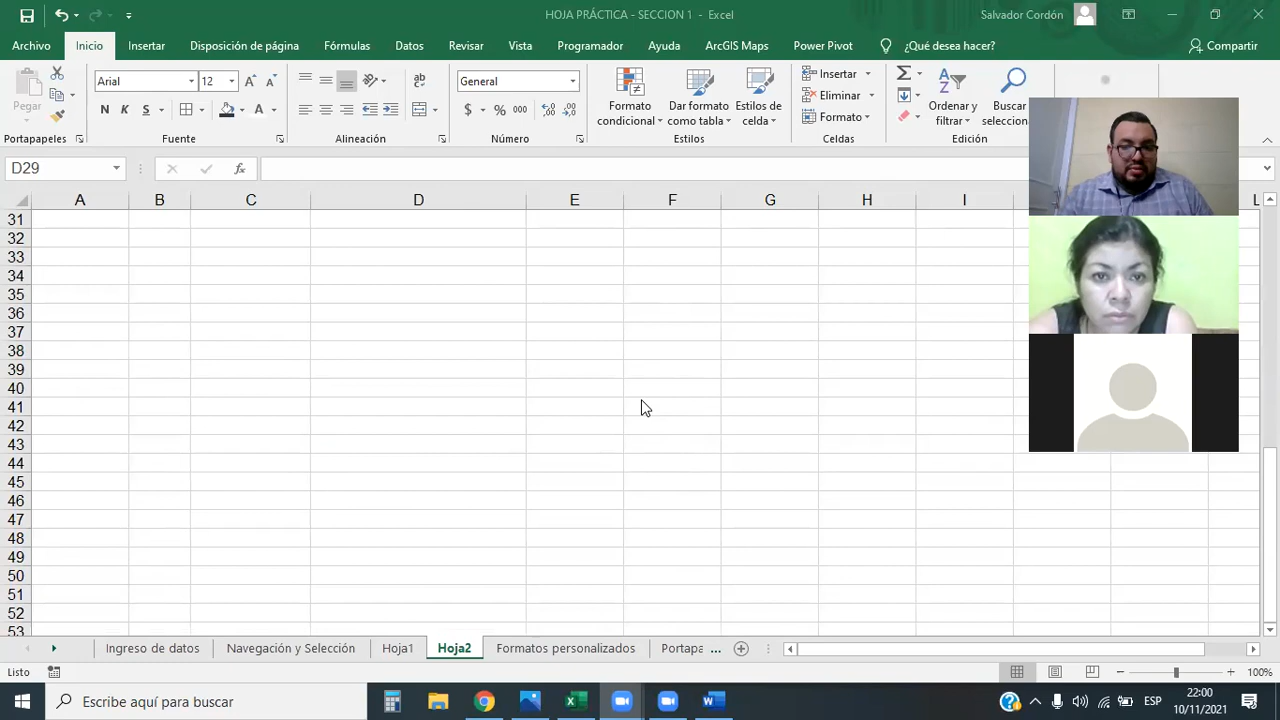 HOJA PRÁCTICA - SECCION 1 - Excel
Salvador Cordón
Archivo Inicio Insertar Disposición de página Fórmulas Datos Revisar Vista Programador Ayuda ArcGIS Maps Power Pivot ¿Qué desea hacer? Compartir
Pegar
Arial 12
N K S
General
$ % 000
Formato condicional
Dar formato como tabla
Estilos de celda
Insertar
Eliminar
Formato
Ordenar y filtrar
Buscar selecciona
Portapapeles Fuente Alineación Número Estilos Celdas Edición
D29
A B C D E F G H I L
31
32
33
34
35
36
37
38
39
40
41
42
43
44
45
46
47
48
49
50
51
52
53
Ingreso de datos Navegación y Selección Hoja1 Hoja2 Formatos personalizados Portapa ...
Listo 100%
Escribe aquí para buscar
ESP
22:00
10/11/2021